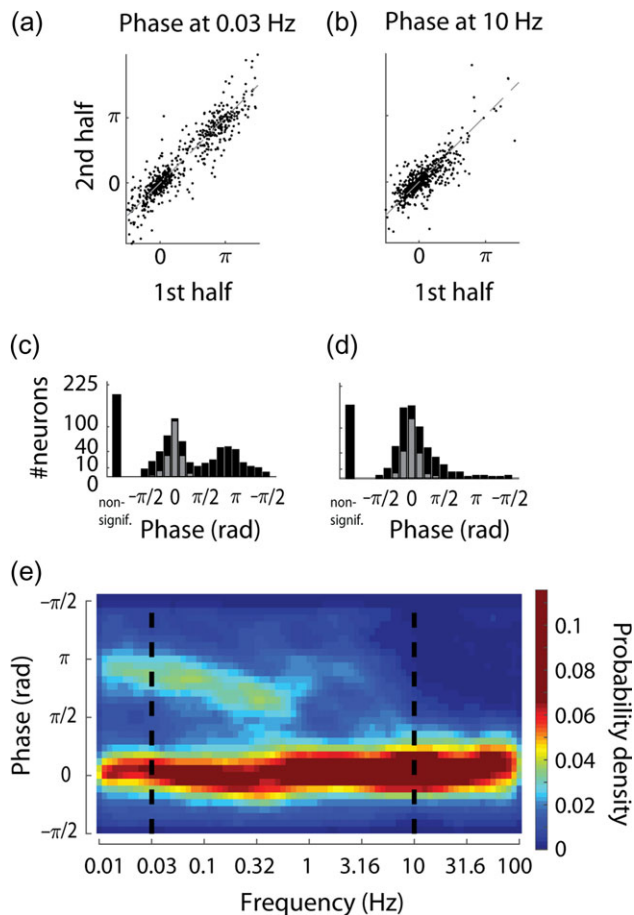 (a) Phase at 0.03 Hz
(b) Phase at 10 Hz
2nd half
π
0
0 π
0 π
1st half
1st half
(c)
(d)
#neurons
225
100
40
10
0
non-signif.
−π/2 0 π/2 π −π/2
non-signif.
−π/2 0 π/2 π −π/2
Phase (rad)
Phase (rad)
(e)
Phase (rad)
−π/2
π
π/2
0
−π/2
0.01 0.03 0.1 0.32 1 3.16 10 31.6 100
Frequency (Hz)
0.1
0.08
0.06
0.04
0.02
0
Probability density